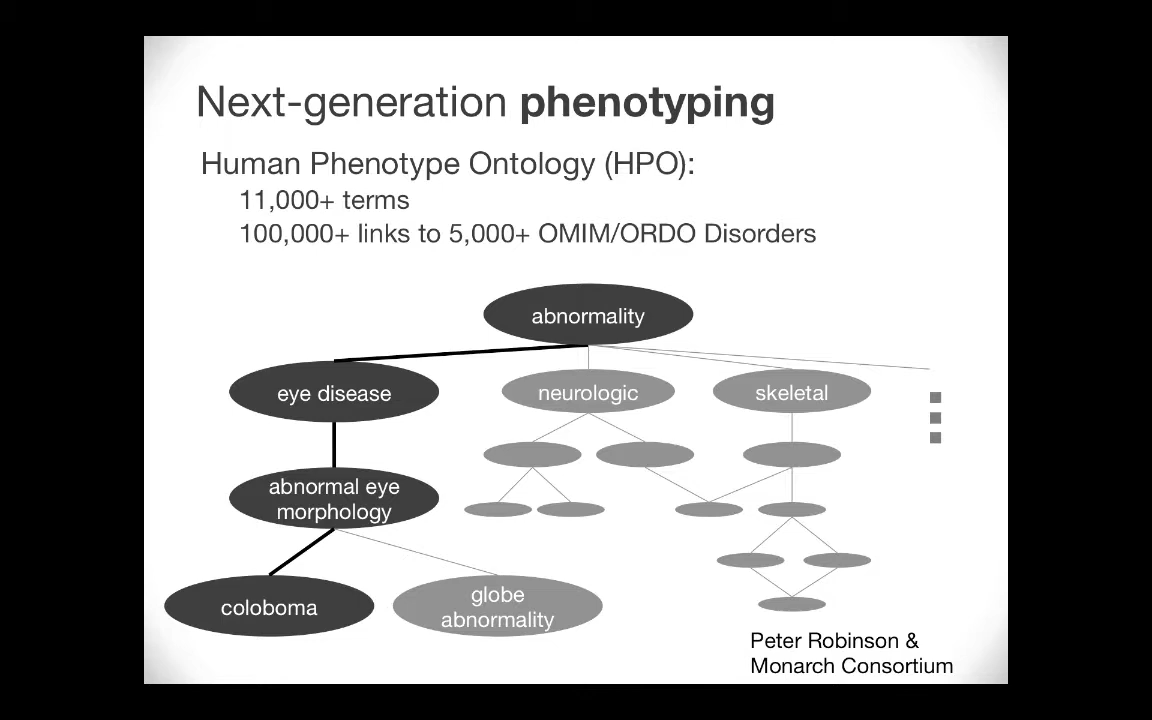 Next-generation phenotyping
Human Phenotype Ontology (HPO):
11,000+ terms
100,000+ links to 5,000+ OMIM/ORDO Disorders
abnormality
eye disease
neurologic
skeletal
abnormal eye
morphology
coloboma
globe
abnormality
Peter Robinson &
Monarch Consortium